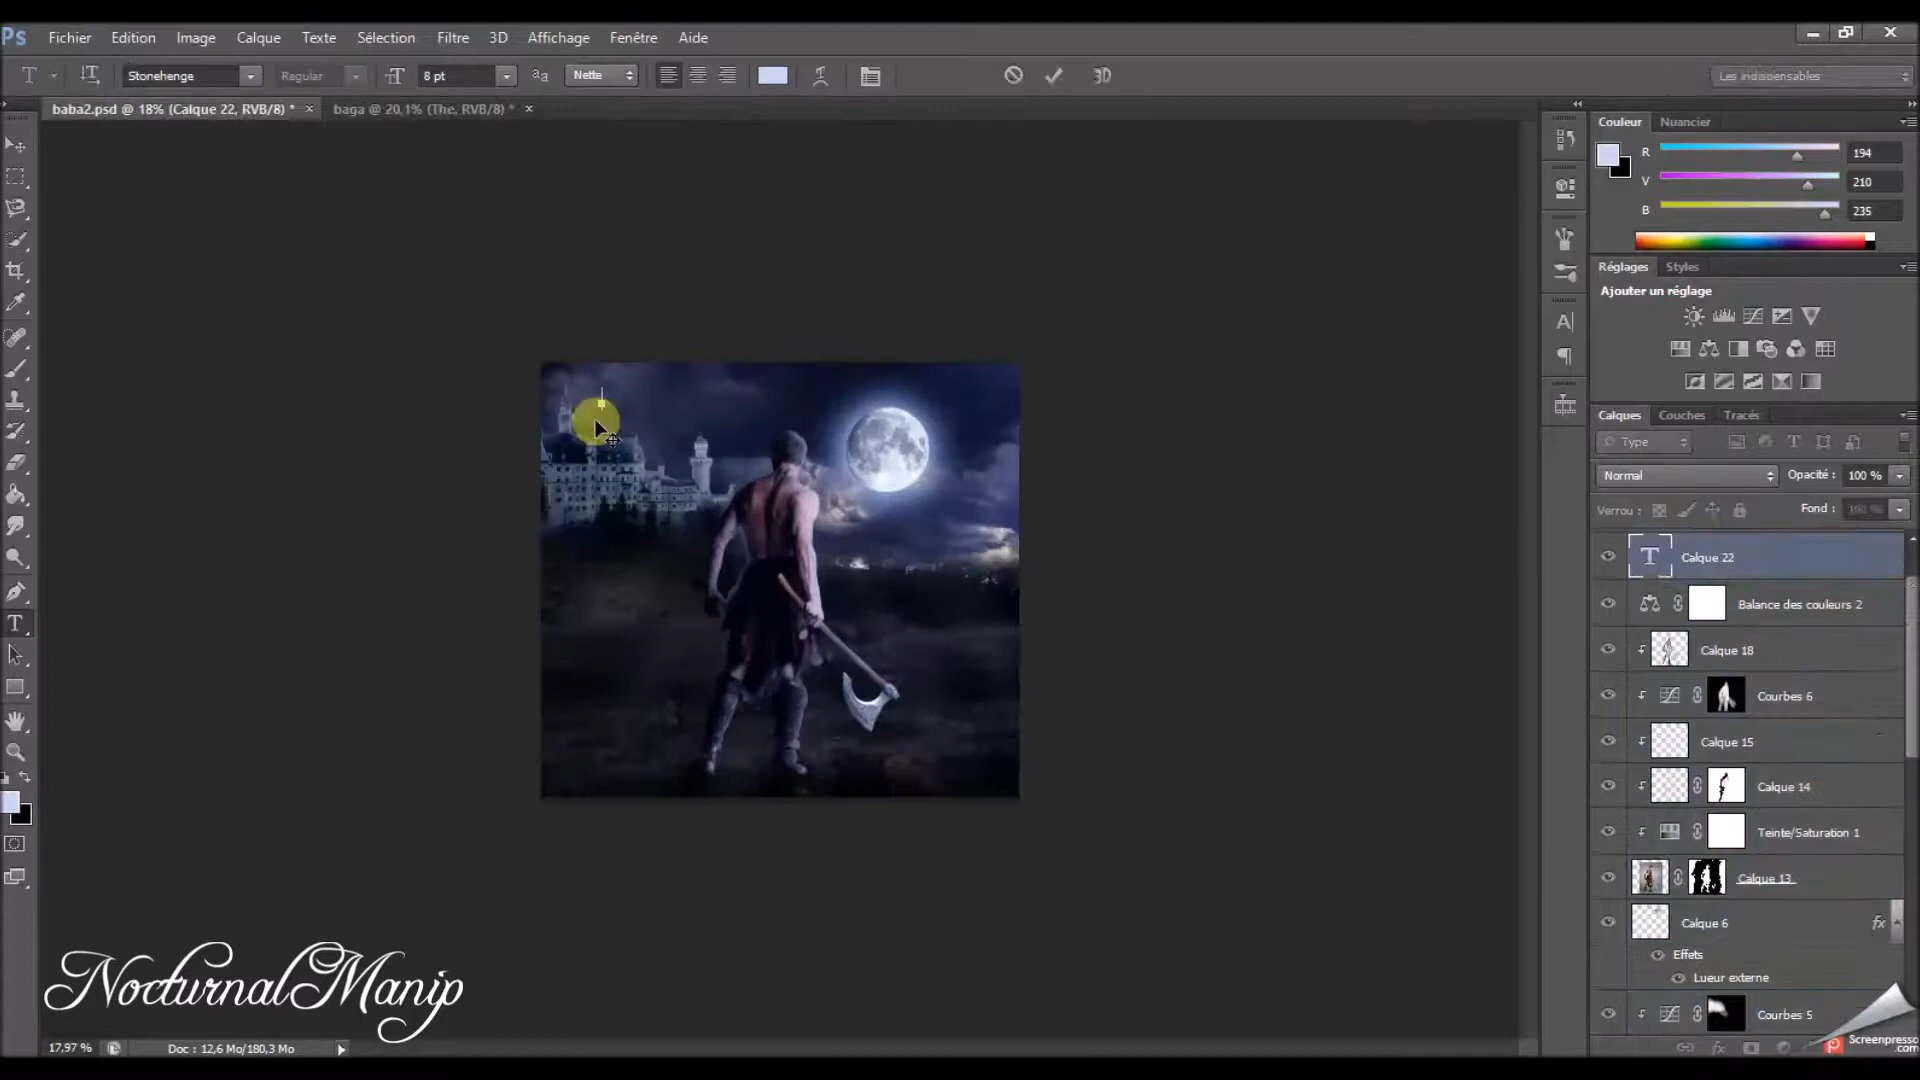 Ps Fichier Edition Image Calque Texte Sélection Filtre 3D Affichage Fenêtre Aide
T Stonehenge Regular 8 pt Nette 3D Les indispensables
baba2.psd @ 18% (Calque 22, RVB/8) * × baga @ 20,1% (The, RVB/8) * ×
Couleur Nuancier
R 194
V 210
B 235
Réglages Styles
Ajouter un réglage
Calques Couches Tracés
Type
Normal Opacité : 100 %
Verrou : Fond : 100 %
Calque 22
Balance des couleurs 2
Calque 18
Courbes 6
Calque 15
Calque 14
Teinte/Saturation 1
Calque 13
Calque 6 fx
Effets
Lueur externe
Courbes 5
NocturnalManip
17,97 % Doc : 12,6 Mo/180,3 Mo
Screenpresso
.com